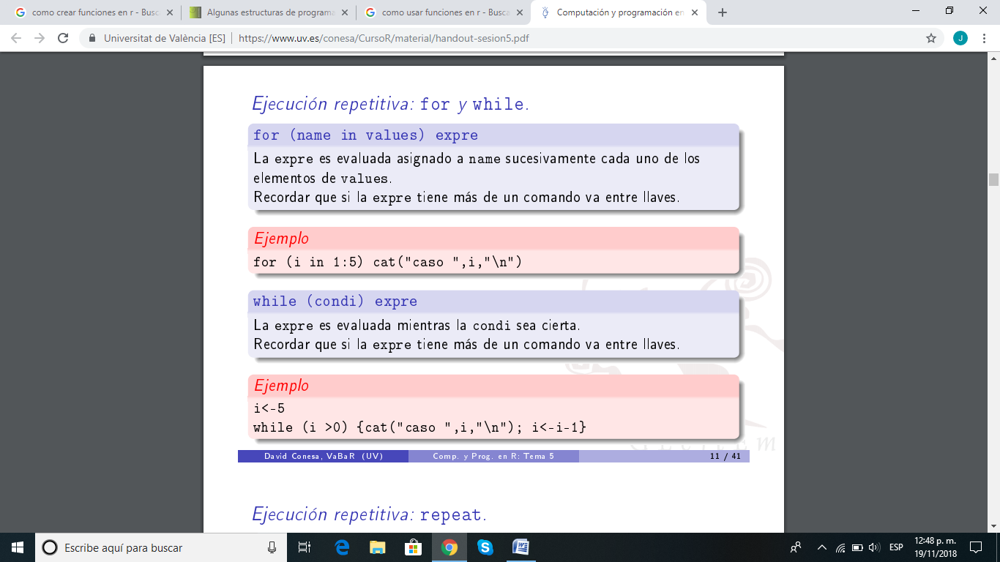 como crear funciones en r - Busc
Algunas estructuras de programa
como usar funciones en r - Busca
Computación y programación en
Universitat de València [ES]
https://www.uv.es/conesa/CursoR/material/handout-sesion5.pdf
J
Ejecución repetitiva: for y while.
for (name in values) expre
La expre es evaluada asignado a name sucesivamente cada uno de los
elementos de values.
Recordar que si la expre tiene más de un comando va entre llaves.
Ejemplo
for (i in 1:5) cat("caso ",i,"\n")
while (condi) expre
La expre es evaluada mientras la condi sea cierta.
Recordar que si la expre tiene más de un comando va entre llaves.
Ejemplo
i<-5
while (i >0) {cat("caso ",i,"\n"); i<-i-1}
David Conesa, VaBaR (UV)
Comp. y Prog. en R: Tema 5
11 / 41
Ejecución repetitiva: repeat.
Escribe aquí para buscar
ESP
12:48 p. m.
19/11/2018